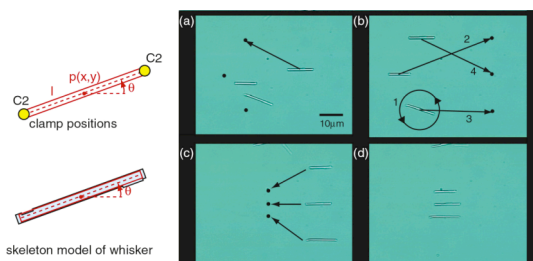 C2
p(x,y)
l
θ
C2
clamp positions
θ
skeleton model of whisker
(a)
10μm
(b)
2
4
1
3
(c)
(d)